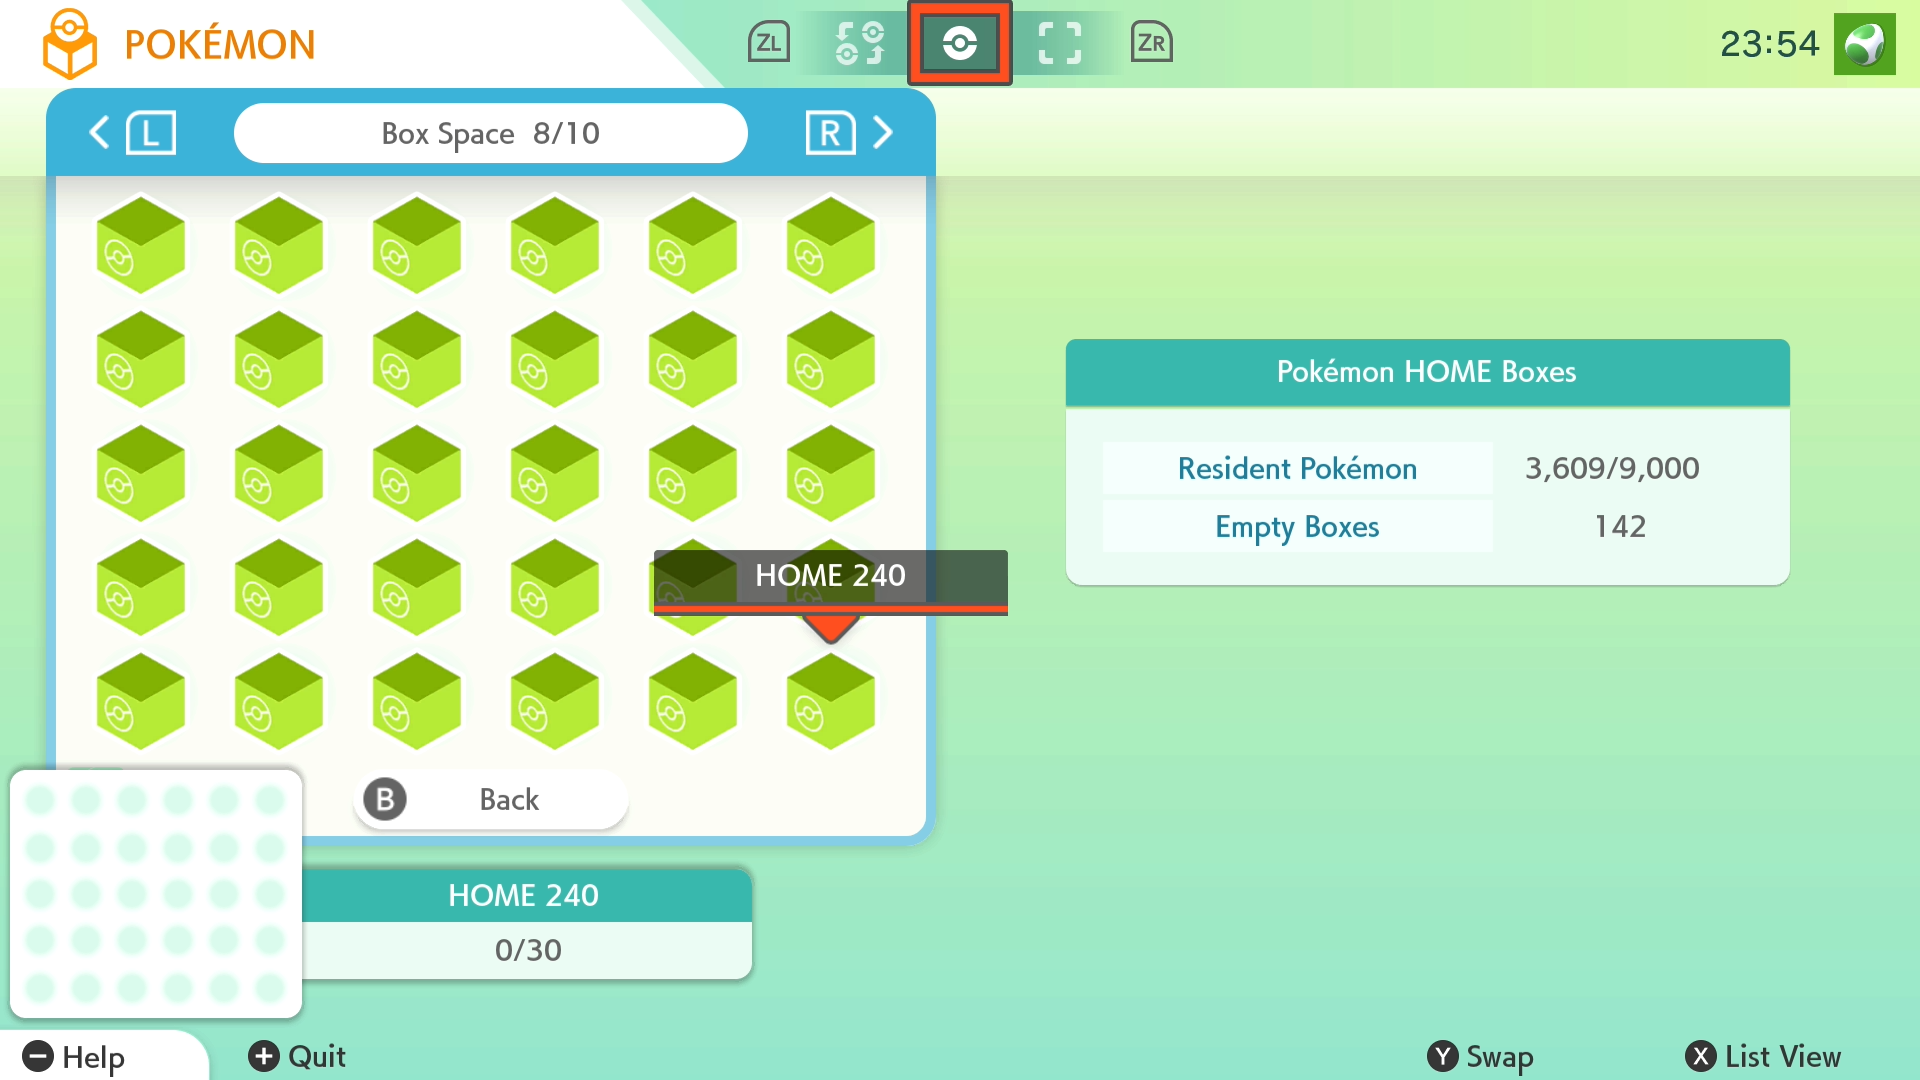 POKÉMON
ZL
ZR
23:54
L
Box Space 8/10
R
Pokémon HOME Boxes
Resident Pokémon 3,609/9,000
Empty Boxes 142
HOME 240
B Back
HOME 240
0/30
Help
Quit
Y Swap
X List View